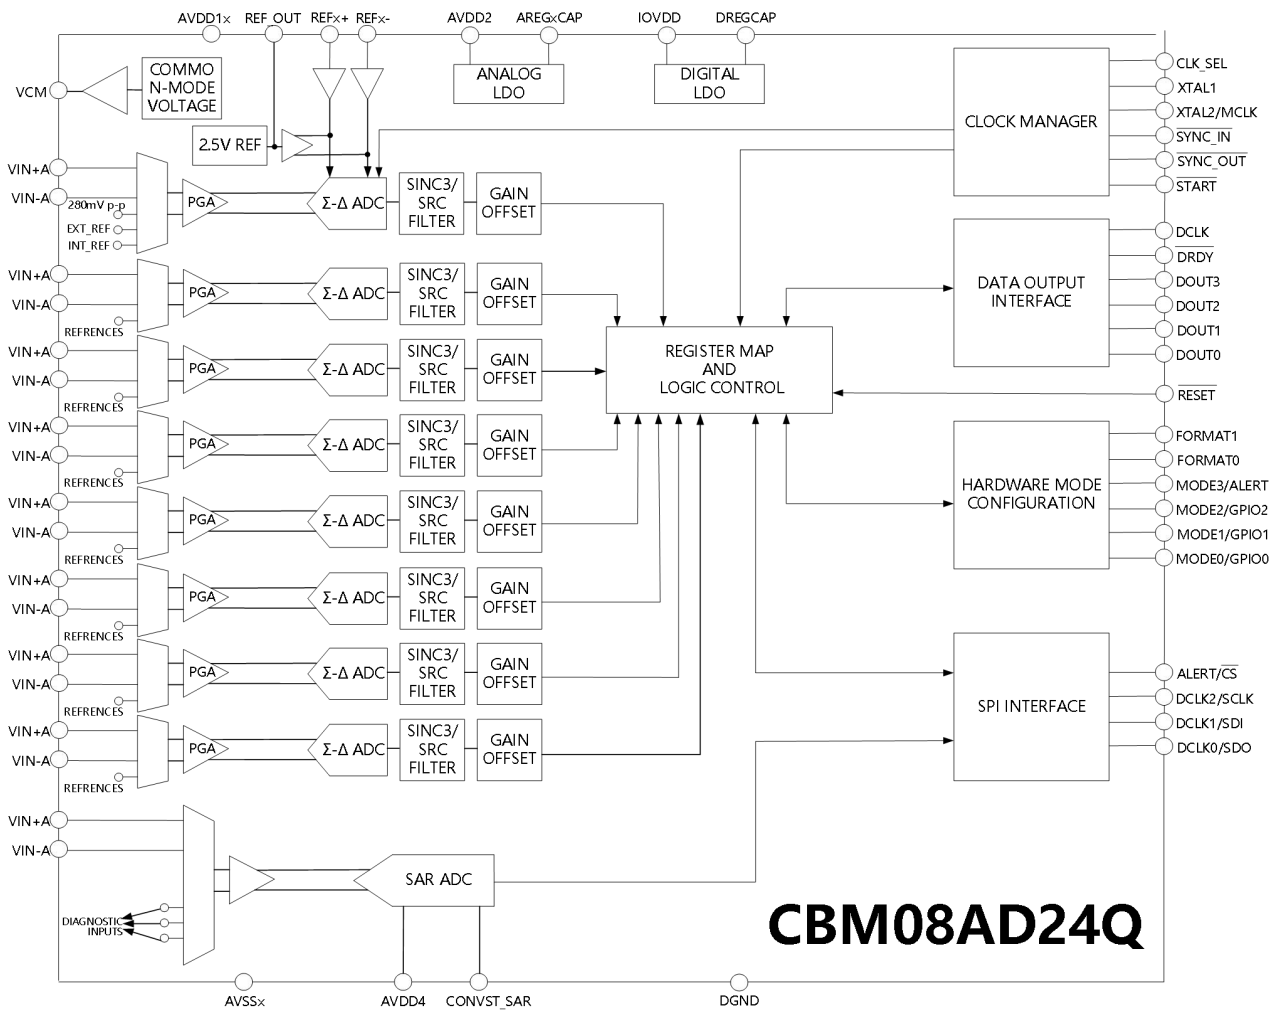 AVDD1x
REF_OUT
REFx+
REFx-
AVDD2
AREGxCAP
IOVDD
DREGCAP
VCM
COMMO
N-MODE
VOLTAGE
ANALOG
LDO
DIGITAL
LDO
2.5V REF
CLOCK MANAGER
CLK_SEL
XTAL1
XTAL2/MCLK
SYNC_IN
SYNC_OUT
START
VIN+A
VIN-A
280mV p-p
EXT_REF
INT_REF
PGA
Σ-Δ ADC
SINC3/
SRC
FILTER
GAIN
OFFSET
VIN+A
VIN-A
REFRENCES
PGA
Σ-Δ ADC
SINC3/
SRC
FILTER
GAIN
OFFSET
DATA OUTPUT
INTERFACE
DCLK
DRDY
DOUT3
DOUT2
DOUT1
DOUT0
VIN+A
VIN-A
REFRENCES
PGA
Σ-Δ ADC
SINC3/
SRC
FILTER
GAIN
OFFSET
REGISTER MAP
AND
LOGIC CONTROL
RESET
VIN+A
VIN-A
REFRENCES
PGA
Σ-Δ ADC
SINC3/
SRC
FILTER
GAIN
OFFSET
HARDWARE MODE
CONFIGURATION
FORMAT1
FORMAT0
MODE3/ALERT
MODE2/GPIO2
MODE1/GPIO1
MODE0/GPIO0
VIN+A
VIN-A
REFRENCES
PGA
Σ-Δ ADC
SINC3/
SRC
FILTER
GAIN
OFFSET
VIN+A
VIN-A
REFRENCES
PGA
Σ-Δ ADC
SINC3/
SRC
FILTER
GAIN
OFFSET
VIN+A
VIN-A
REFRENCES
PGA
Σ-Δ ADC
SINC3/
SRC
FILTER
GAIN
OFFSET
SPI INTERFACE
ALERT/CS
DCLK2/SCLK
DCLK1/SDI
DCLK0/SDO
VIN+A
VIN-A
REFRENCES
PGA
Σ-Δ ADC
SINC3/
SRC
FILTER
GAIN
OFFSET
VIN+A
VIN-A
DIAGNOSTIC
INPUTS
SAR ADC
CBM08AD24Q
AVSSx
AVDD4
CONVST_SAR
DGND